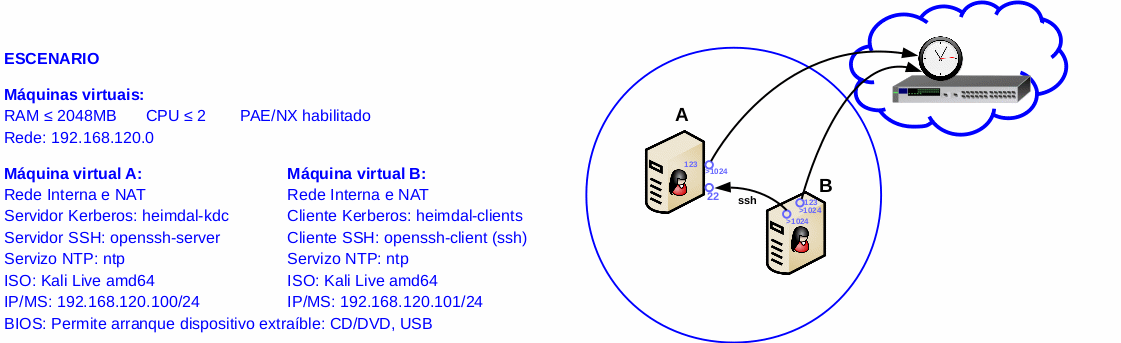 ESCENARIO
Máquinas virtuais:
RAM ≤ 2048MB CPU ≤ 2 PAE/NX habilitado
Rede: 192.168.120.0
Máquina virtual A:
Rede Interna e NAT
Servidor Kerberos: heimdal-kdc
Servidor SSH: openssh-server
Servizo NTP: ntp
ISO: Kali Live amd64
IP/MS: 192.168.120.100/24
Máquina virtual B:
Rede Interna e NAT
Cliente Kerberos: heimdal-clients
Cliente SSH: openssh-client (ssh)
Servizo NTP: ntp
ISO: Kali Live amd64
IP/MS: 192.168.120.101/24
BIOS: Permite arranque dispositivo extraíble: CD/DVD, USB
A
123
>1024
22
ssh
B
123
>1024
>1024